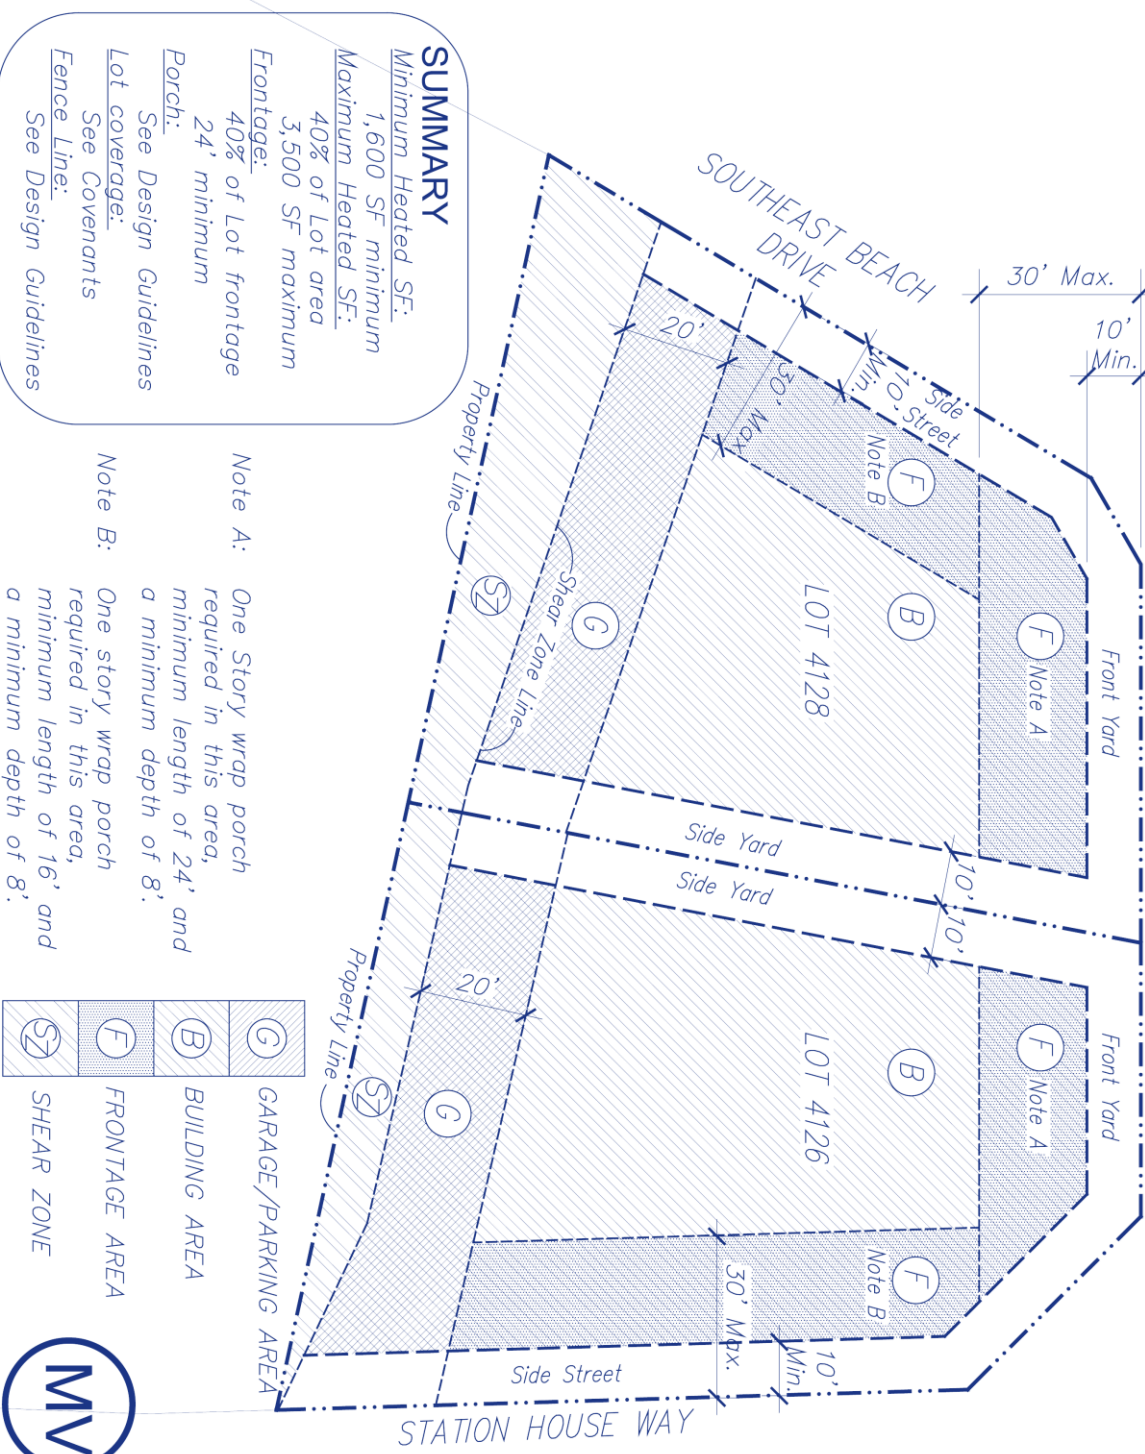 SOUTHEAST BEACH
DRIVE
30' Max.
10'
Min.
Side
Street
10'
Min.
30' Max
20'
F
Note B
F
Note A
Front Yard
B
LOT 4128
G
SZ
Shear Zone Line
Property Line
Side Yard
Side Yard
10'
10'
F
Note A
Front Yard
B
LOT 4126
20'
G
SZ
Property Line
F
Note B
30' Max.
10'
Min.
Side Street
STATION HOUSE WAY
SUMMARY
Minimum Heated SF:
1,600 SF minimum
Maximum Heated SF:
40% of Lot area
3,500 SF maximum
Frontage:
40% of Lot frontage
24' minimum
Porch:
See Design Guidelines
Lot coverage:
See Covenants
Fence Line:
See Design Guidelines
Note A: One Story wrap porch
required in this area,
minimum length of 24' and
a minimum depth of 8'.
Note B: One story wrap porch
required in this area,
minimum length of 16' and
a minimum depth of 8'.
G GARAGE/PARKING AREA
B BUILDING AREA
F FRONTAGE AREA
SZ SHEAR ZONE
MV